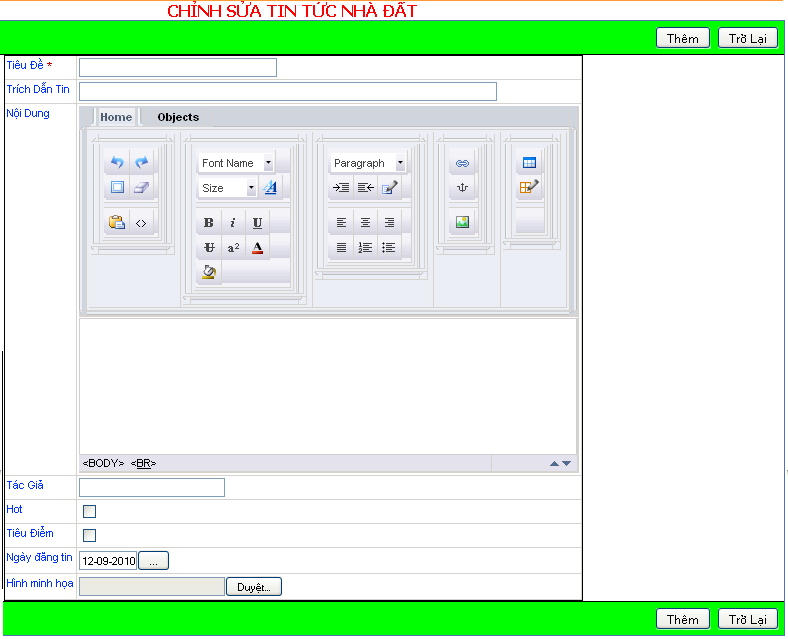 CHỈNH SỬA TIN TỨC NHÀ ĐẤT
Thêm Trở Lại
Tiêu Đề *
Trích Dẫn Tin
Nội Dung
Home Objects
Font Name Paragraph
Size
B i U
U a² A
<BODY> <BR>
Tác Giả
Hot
Tiêu Điểm
Ngày đăng tin 12-09-2010 ...
Hình minh họa Duyệt...
Thêm Trở Lại